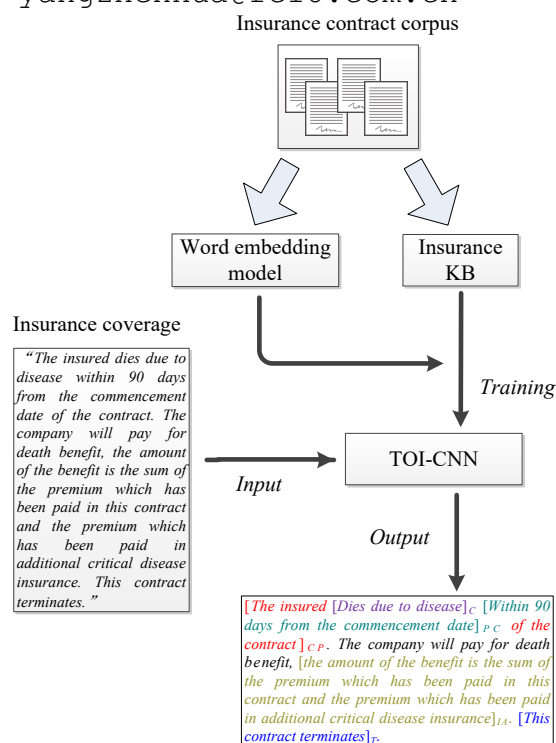 Insurance contract corpus
Word embedding
model
Insurance
KB
Insurance coverage
“The insured dies due to
disease within 90 days
from the commencement
date of the contract. The
company will pay for
death benefit, the amount
of the benefit is the sum of
the premium which has
been paid in this contract
and the premium which
has been paid in
additional critical disease
insurance. This contract
terminates.”
Training
TOI-CNN
Input
Output
[The insured [Dies due to disease]C [Within 90
days from the commencement date]PC of the
contract]CP. The company will pay for death
benefit, [the amount of the benefit is the sum of
the premium which has been paid in this
contract and the premium which has been paid
in additional critical disease insurance]IA. [This
contract terminates]T.